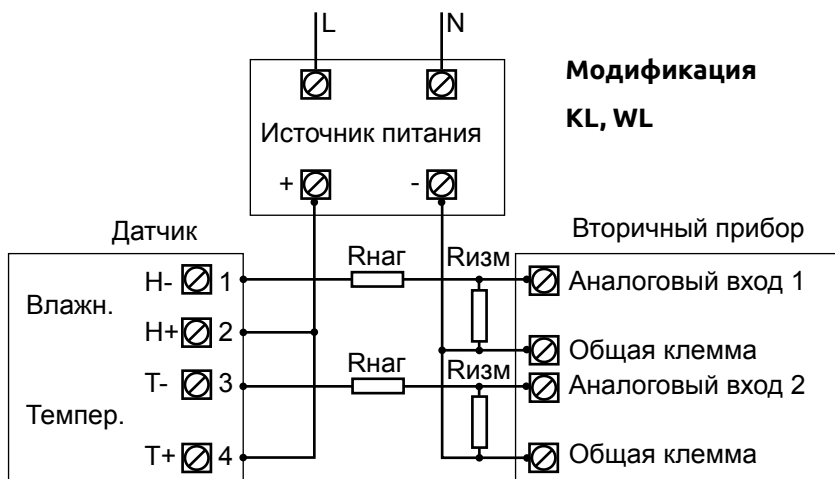 L N
Модификация
KL, WL
Источник питания
+ -
Датчик
Вторичный прибор
Rнаг Rизм
H- 1
Аналоговый вход 1
Влажн.
H+ 2
Общая клемма
Rнаг Rизм
T- 3
Аналоговый вход 2
Темпер.
T+ 4
Общая клемма